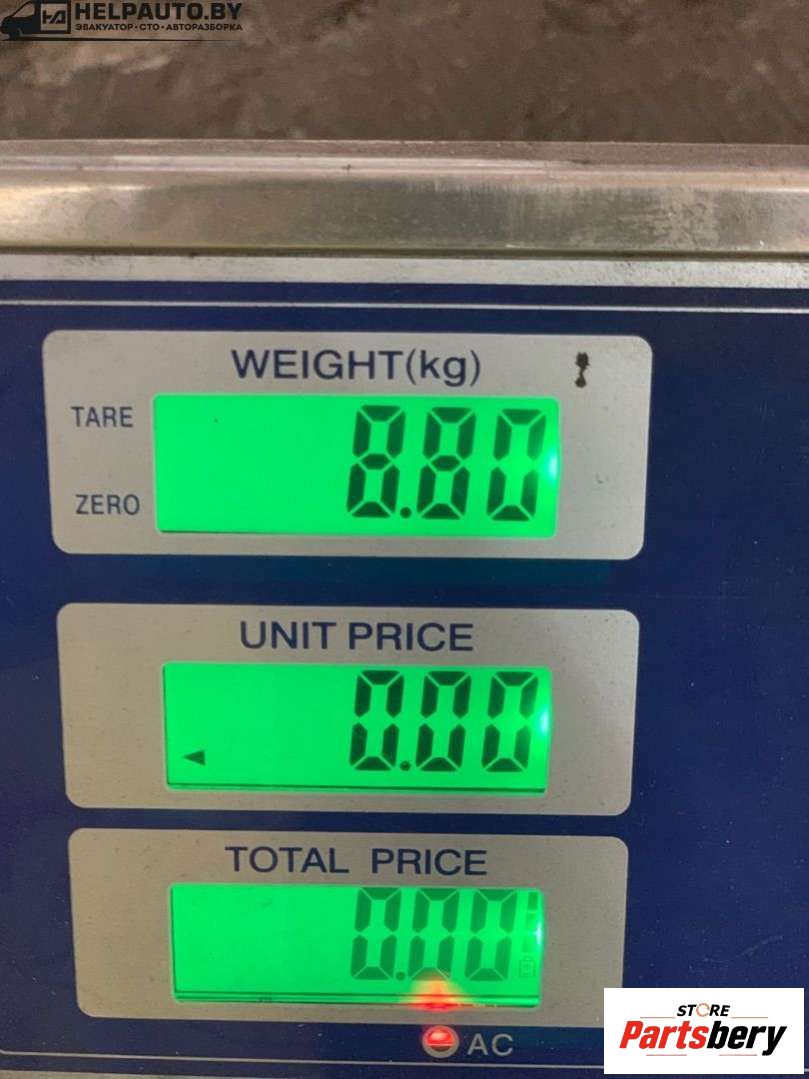 HELPAUTO.BY
ЭВАКУАТОР • СТО • АВТОРАЗБОРКА
WEIGHT(kg)
TARE
8.80
ZERO
UNIT PRICE
0.00
TOTAL PRICE
0.00
AC
STORE
Partsbery